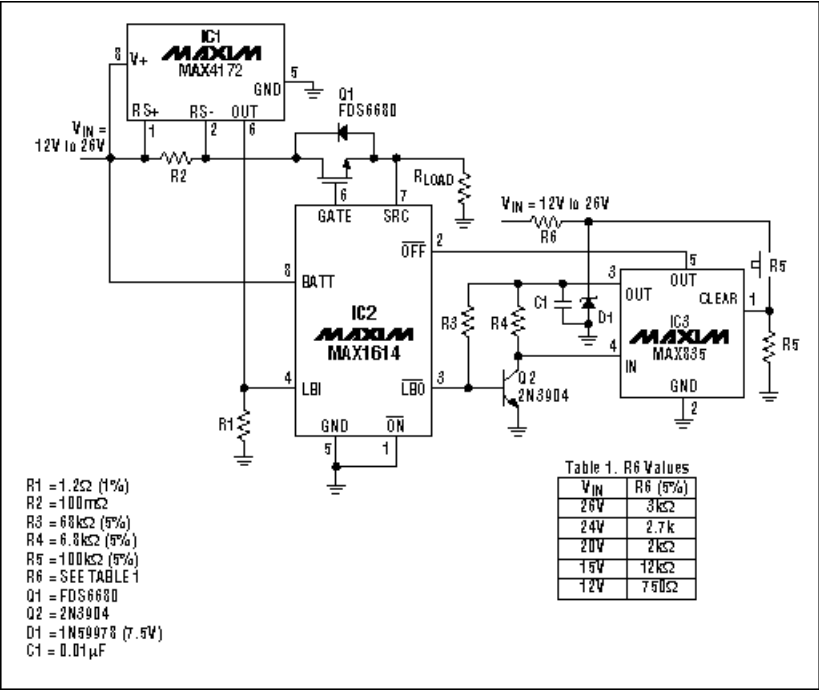 IC1
MAXIM
MAX4172
8
V+
GND
5
RS+
RS-
OUT
1
2
6
VIN =
12V to 26V
R2
Q1
FDS6680
RLOAD
6
7
GATE
SRC
VIN = 12V to 26V
R6
OFF
2
8
BATT
IC2
MAXIM
MAX1614
4
LBI
LBO
3
GND
ON
5
1
R1
R3
R4
C1
D1
Q2
2N3904
3
5
OUT
OUT
CLEAR
1
IC3
MAXIM
MAX835
4
IN
GND
2
R5
R5
R1 = 1.2Ω (1%)
R2 = 100mΩ
R3 = 68kΩ (5%)
R4 = 6.8kΩ (5%)
R5 = 100kΩ (5%)
R6 = SEE TABLE 1
Q1 = FDS6680
Q2 = 2N3904
D1 = 1N5997B (7.5V)
C1 = 0.01µF
Table 1. R6 Values
VIN R6 (5%)
26V 3kΩ
24V 2.7k
20V 2kΩ
15V 12kΩ
12V 750Ω